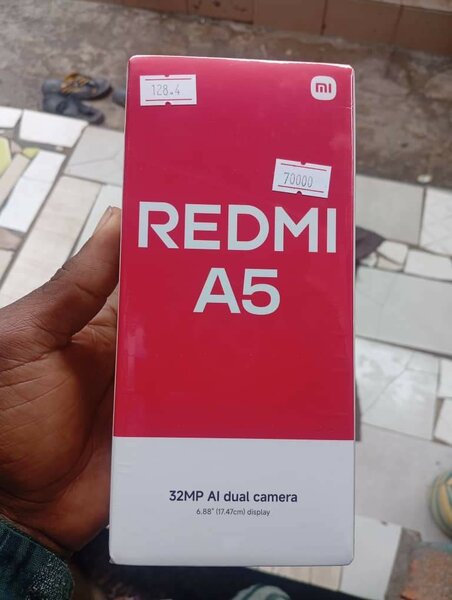 128.4
mi
70000
REDMI
A5
32MP AI dual camera
6.88" (17.47cm) display